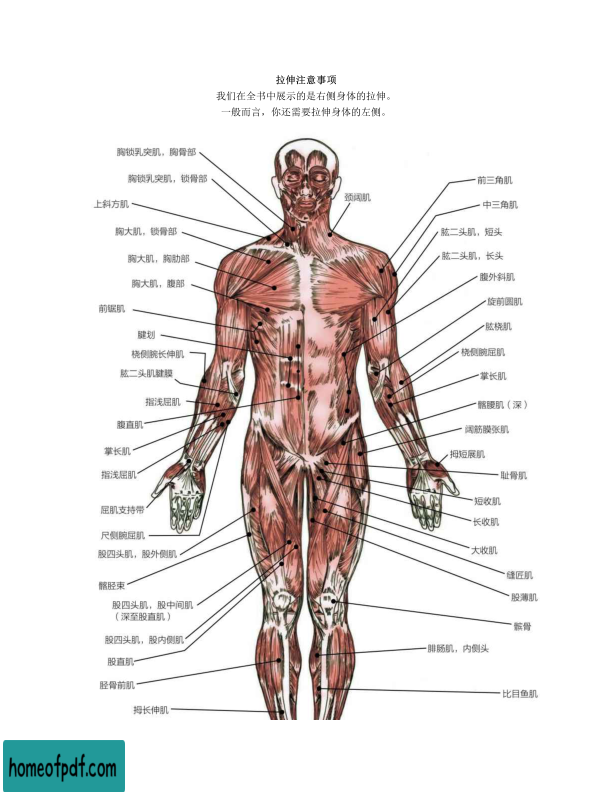 拉伸注意事项
我们在全书中展示的是右侧身体的拉伸。
一般而言，你还需要拉伸身体的左侧。
胸锁乳突肌，胸骨部
胸锁乳突肌，锁骨部
上斜方肌
胸大肌，锁骨部
胸大肌，胸肋部
胸大肌，腹部
前锯肌
腱划
桡侧腕长伸肌
肱二头肌腱膜
指浅屈肌
腹直肌
掌长肌
指浅屈肌
屈肌支持带
尺侧腕屈肌
股四头肌，股外侧肌
髂胫束
股四头肌，股中间肌
（深至股直肌）
股四头肌，股内侧肌
股直肌
胫骨前肌
拇长伸肌
颈阔肌
前三角肌
中三角肌
肱二头肌，短头
肱二头肌，长头
腹外斜肌
旋前圆肌
肱桡肌
桡侧腕屈肌
掌长肌
髂腰肌（深）
阔筋膜张肌
拇短展肌
耻骨肌
短收肌
长收肌
大收肌
缝匠肌
股薄肌
髌骨
腓肠肌，内侧头
比目鱼肌
homeofpdf.com